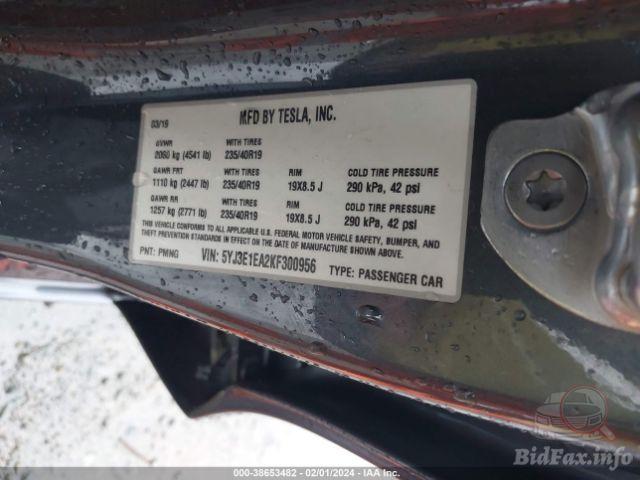 03/19 MFD BY TESLA, INC.
GVWR WITH TIRES
2060 kg (4541 lb) 235/40R19
GAWR FRT WITH TIRES RIM COLD TIRE PRESSURE
1110 kg (2447 lb) 235/40R19 19X8.5 J 290 kPa, 42 psi
GAWR RR WITH TIRES RIM COLD TIRE PRESSURE
1257 kg (2771 lb) 235/40R19 19X8.5 J 290 kPa, 42 psi
THIS VEHICLE CONFORMS TO ALL APPLICABLE U.S. FEDERAL MOTOR VEHICLE SAFETY, BUMPER, AND
THEFT PREVENTION STANDARDS IN EFFECT ON THE DATE OF MANUFACTURE SHOWN ABOVE.
PNT: PMNG VIN: 5YJ3E1EA2KF300956 TYPE: PASSENGER CAR
000-38653482 - 02/01/2024 - IAAI.COM
BidFax.info